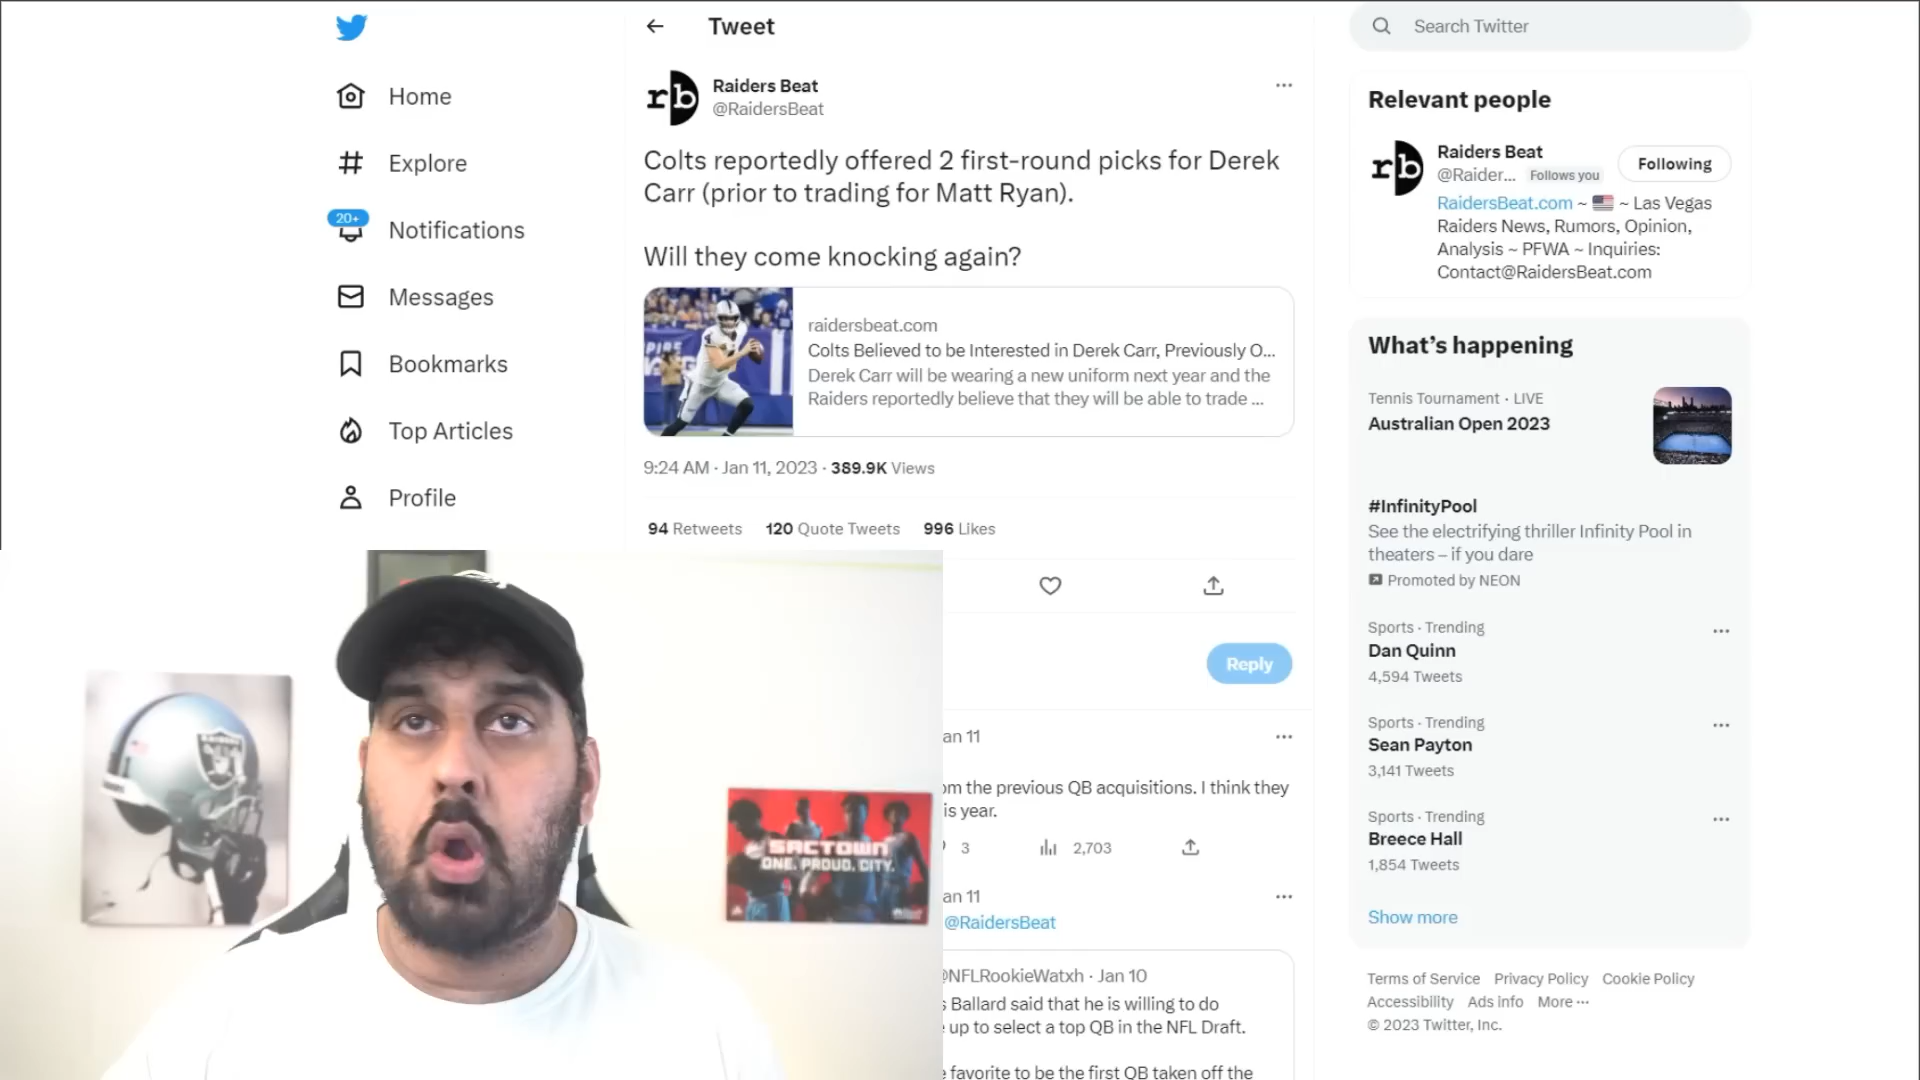 Home
Explore
20+
Notifications
Messages
Bookmarks
Top Articles
Profile
Tweet
rb
Raiders Beat
@RaidersBeat
Colts reportedly offered 2 first-round picks for Derek
Carr (prior to trading for Matt Ryan).
Will they come knocking again?
raidersbeat.com
Colts Believed to be Interested in Derek Carr, Previously O...
Derek Carr will be wearing a new uniform next year and the
Raiders reportedly believe that they will be able to trade ...
9:24 AM · Jan 11, 2023 · 389.9K Views
94 Retweets 120 Quote Tweets 996 Likes
Reply
an 11
om the previous QB acquisitions. I think they
is year.
3 2,703
an 11
@RaidersBeat
@NFLRookieWatxh · Jan 10
s Ballard said that he is willing to do
e up to select a top QB in the NFL Draft.
e favorite to be the first QB taken off the
RAIDERS
SACTOWN
ONE. PROUD. CITY.
Search Twitter
Relevant people
rb
Raiders Beat
@Raider... Follows you
Following
RaidersBeat.com ~ 🇺🇸 ~ Las Vegas
Raiders News, Rumors, Opinion,
Analysis ~ PFWA ~ Inquiries:
Contact@RaidersBeat.com
What's happening
Tennis Tournament · LIVE
Australian Open 2023
#InfinityPool
See the electrifying thriller Infinity Pool in
theaters – if you dare
Promoted by NEON
Sports · Trending
Dan Quinn
4,594 Tweets
Sports · Trending
Sean Payton
3,141 Tweets
Sports · Trending
Breece Hall
1,854 Tweets
Show more
Terms of Service Privacy Policy Cookie Policy
Accessibility Ads info More ···
© 2023 Twitter, Inc.